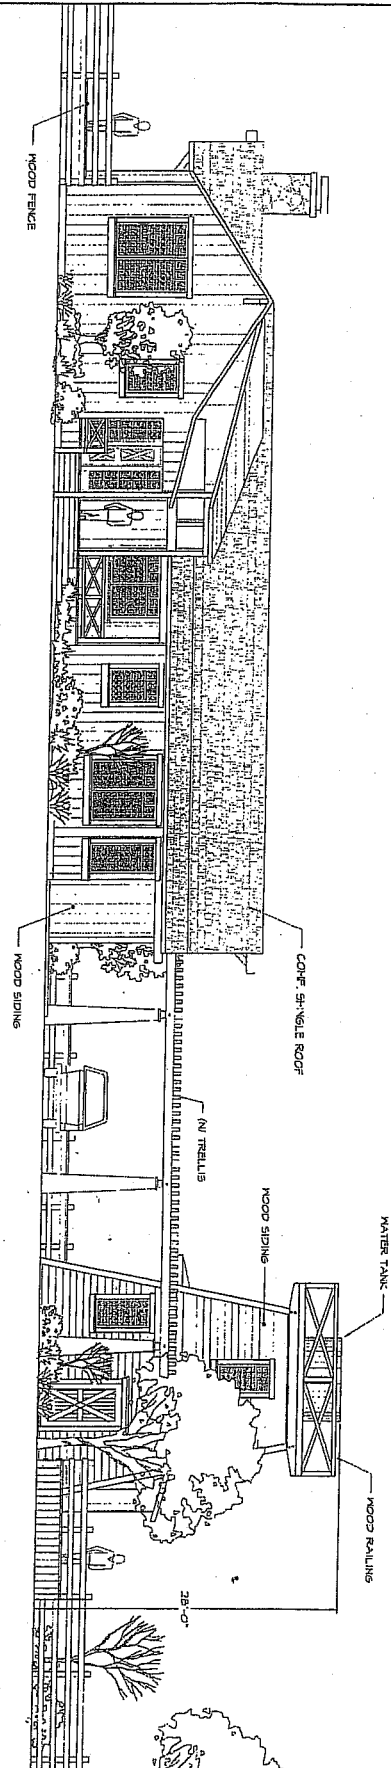 WOOD FENCE
WOOD SIDING
COMP. SHINGLE ROOF
(N) TRELLIS
WOOD SIDING
WATER TANK
WOOD RAILING
28'-0"